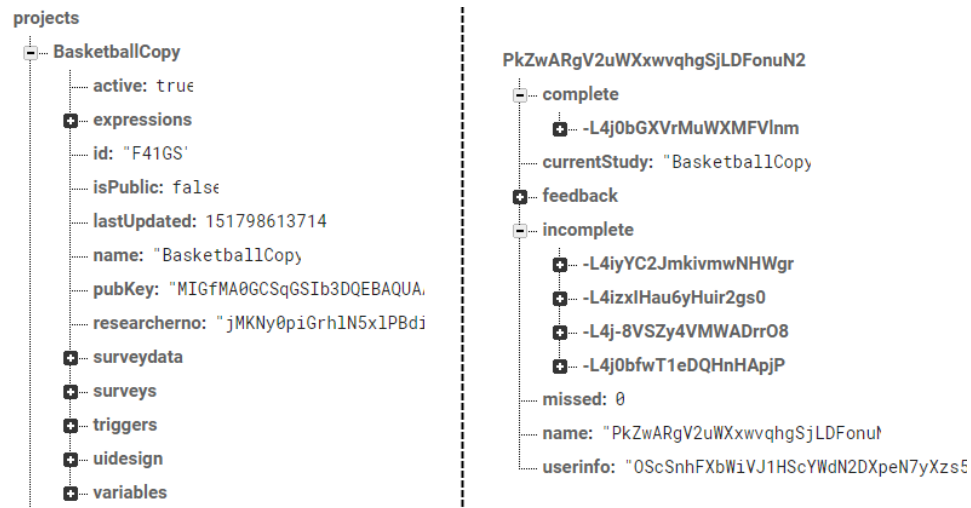 projects
BasketballCopy
active: true
expressions
id: "F41GS'
isPublic: false
lastUpdated: 151798613714
name: "BasketballCopy
pubKey: "MIGfMA0GCSqGSIb3DQEBAQUAA
researcherno: "jMKNy0piGrhlN5xlPBdi
surveydata
surveys
triggers
uidesign
variables
PkZwARgV2uWXxwvqhgSjLDFonuN2
complete
-L4j0bGXVrMuWXMFVlnm
currentStudy: "BasketballCopy
feedback
incomplete
-L4iyYC2JmkivmwNHWgr
-L4izxlHau6yHuir2gs0
-L4j-8VSZy4VMWADrrO8
-L4j0bfwT1eDQHnHApjP
missed: 0
name: "PkZwARgV2uWXxwvqhgSjLDFonuN
userinfo: "OScSnhFXbWiVJ1HScYWdN2DXpeN7yXzs5